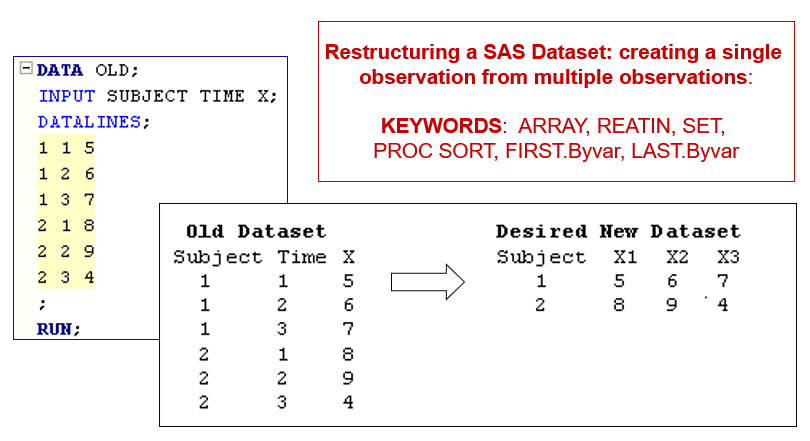 DATA OLD;
INPUT SUBJECT TIME X;
DATALINES;
1 1 5
1 2 6
1 3 7
2 1 8
2 2 9
2 3 4
;
RUN;
Restructuring a SAS Dataset: creating a single
observation from multiple observations:
KEYWORDS: ARRAY, REATIN, SET,
PROC SORT, FIRST.Byvar, LAST.Byvar
Old Dataset
Subject Time X
1 1 5
1 2 6
1 3 7
2 1 8
2 2 9
2 3 4
Desired New Dataset
Subject X1 X2 X3
1 5 6 7
2 8 9 4